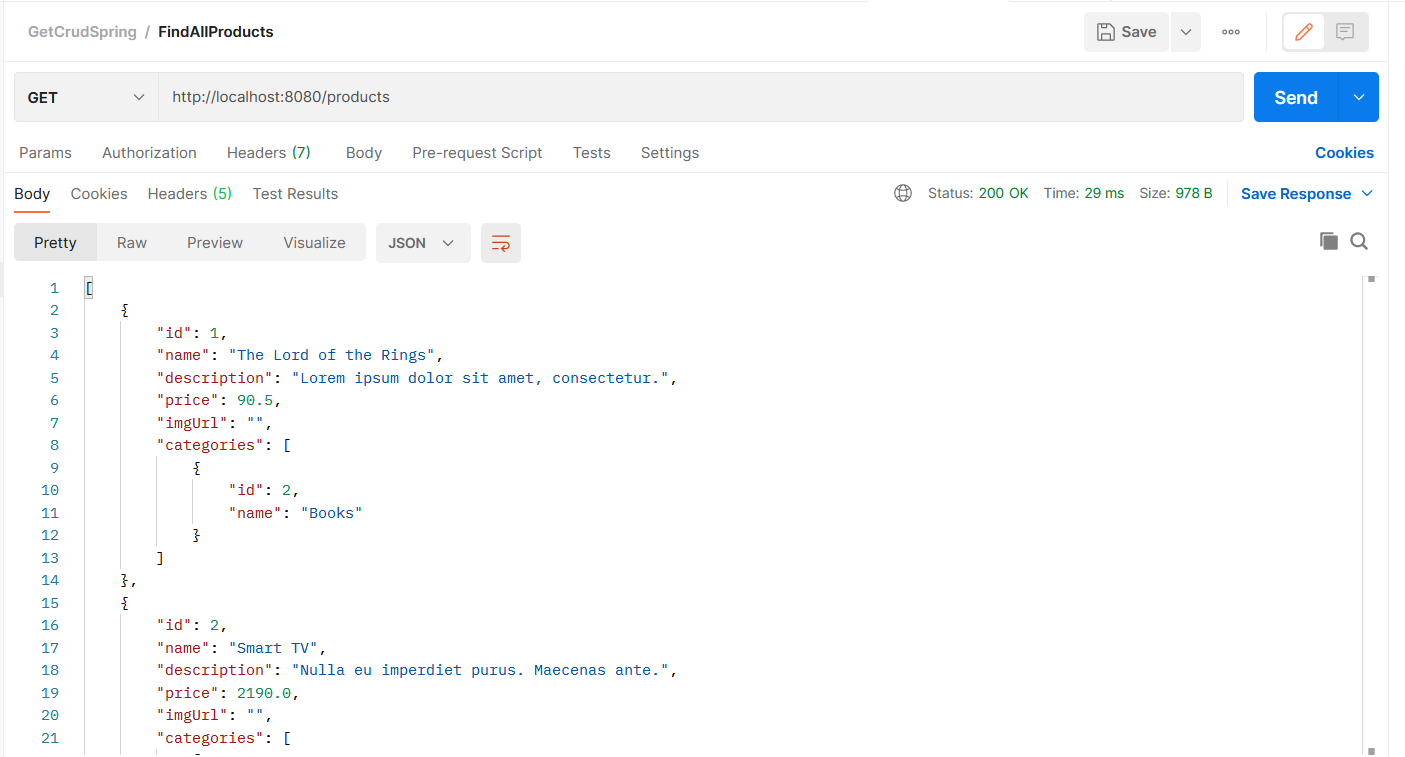 GetCrudSpring / FindAllProducts Save
GET http://localhost:8080/products Send
Params Authorization Headers (7) Body Pre-request Script Tests Settings Cookies
Body Cookies Headers (5) Test Results Status: 200 OK Time: 29 ms Size: 978 B Save Response
Pretty Raw Preview Visualize JSON
1 [
2 {
3 "id": 1,
4 "name": "The Lord of the Rings",
5 "description": "Lorem ipsum dolor sit amet, consectetur.",
6 "price": 90.5,
7 "imgUrl": "",
8 "categories": [
9 {
10 "id": 2,
11 "name": "Books"
12 }
13 ]
14 },
15 {
16 "id": 2,
17 "name": "Smart TV",
18 "description": "Nulla eu imperdiet purus. Maecenas ante.",
19 "price": 2190.0,
20 "imgUrl": "",
21 "categories": [